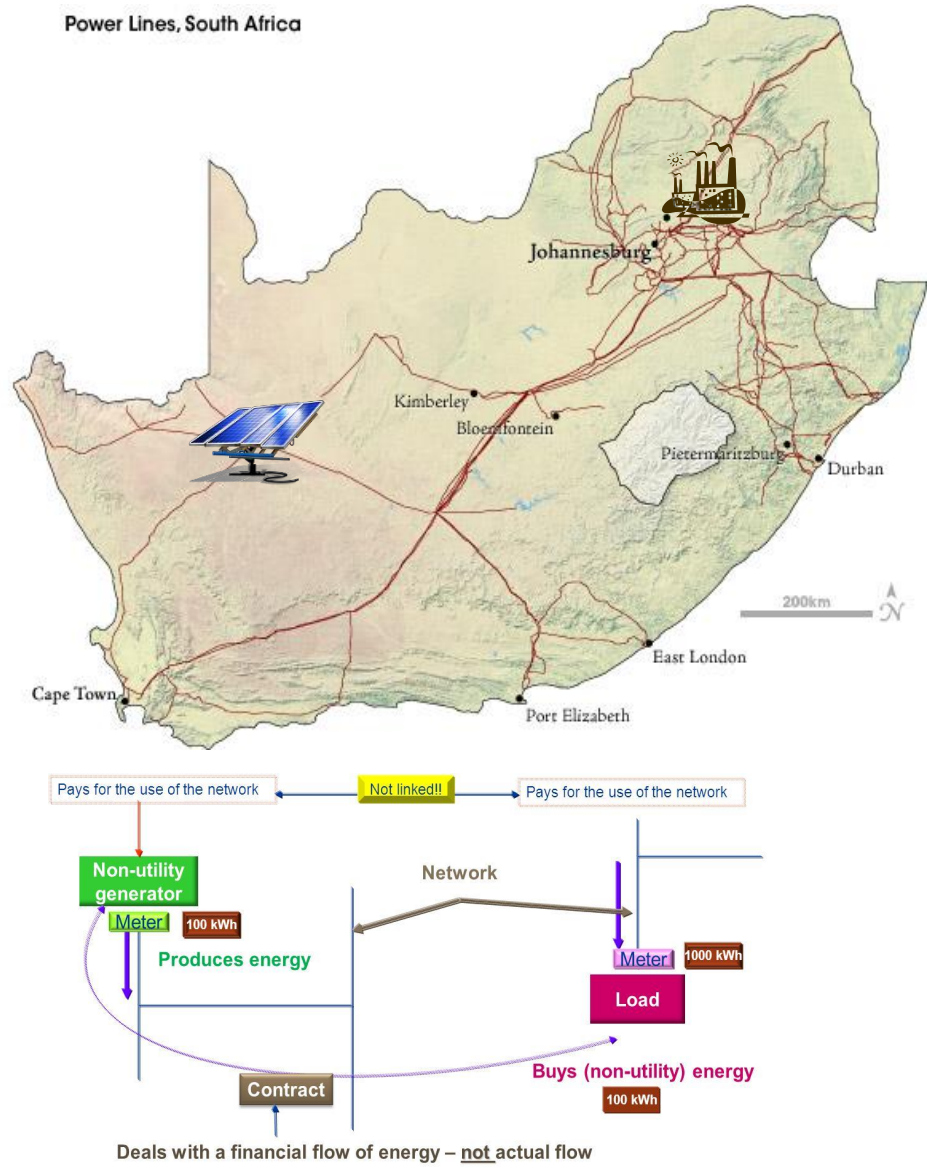 Power Lines, South Africa
Johannesburg
Kimberley
Bloemfontein
Pietermaritzburg
Durban
200km
N
East London
Cape Town
Port Elizabeth
Pays for the use of the network
Not linked!!
Pays for the use of the network
Non-utility
generator
Network
Meter
100 kWh
Produces energy
Meter
1000 kWh
Load
Buys (non-utility) energy
100 kWh
Contract
Deals with a financial flow of energy – not actual flow